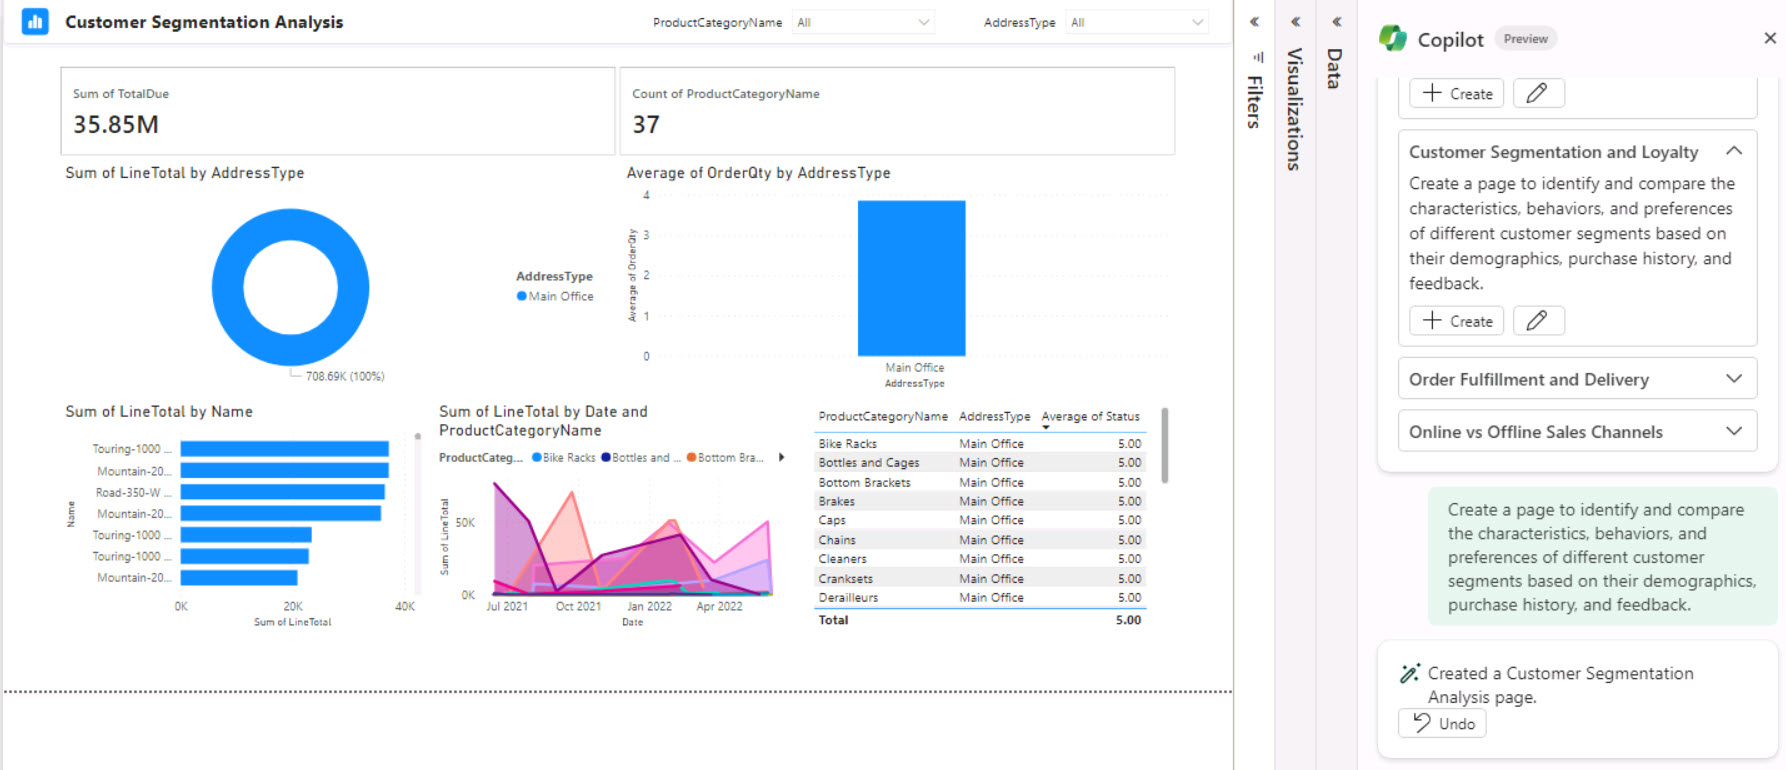 Customer Segmentation Analysis
ProductCategoryName All
AddressType All
Sum of TotalDue
35.85M
Count of ProductCategoryName
37
Sum of LineTotal by AddressType
AddressType
Main Office
708.69K (100%)
Average of OrderQty by AddressType
Average of OrderQty
4
3
2
1
0
Main Office
AddressType
Sum of LineTotal by Name
Name
Touring-1000 ...
Mountain-20...
Road-350-W ...
Mountain-20...
Touring-1000 ...
Touring-1000 ...
Mountain-20...
0K 20K 40K
Sum of LineTotal
Sum of LineTotal by Date and
ProductCategoryName
ProductCateg... Bike Racks Bottles and ... Bottom Bra...
Sum of LineTotal
50K
0K
Jul 2021 Oct 2021 Jan 2022 Apr 2022
Date
ProductCategoryName AddressType Average of Status
Bike Racks Main Office 5.00
Bottles and Cages Main Office 5.00
Bottom Brackets Main Office 5.00
Brakes Main Office 5.00
Caps Main Office 5.00
Chains Main Office 5.00
Cleaners Main Office 5.00
Cranksets Main Office 5.00
Derailleurs Main Office 5.00
Total 5.00
Filters
Visualizations
Data
Copilot Preview
Create
Customer Segmentation and Loyalty
Create a page to identify and compare the
characteristics, behaviors, and preferences
of different customer segments based on
their demographics, purchase history, and
feedback.
Create
Order Fulfillment and Delivery
Online vs Offline Sales Channels
Create a page to identify and compare
the characteristics, behaviors, and
preferences of different customer
segments based on their demographics,
purchase history, and feedback.
Created a Customer Segmentation
Analysis page.
Undo